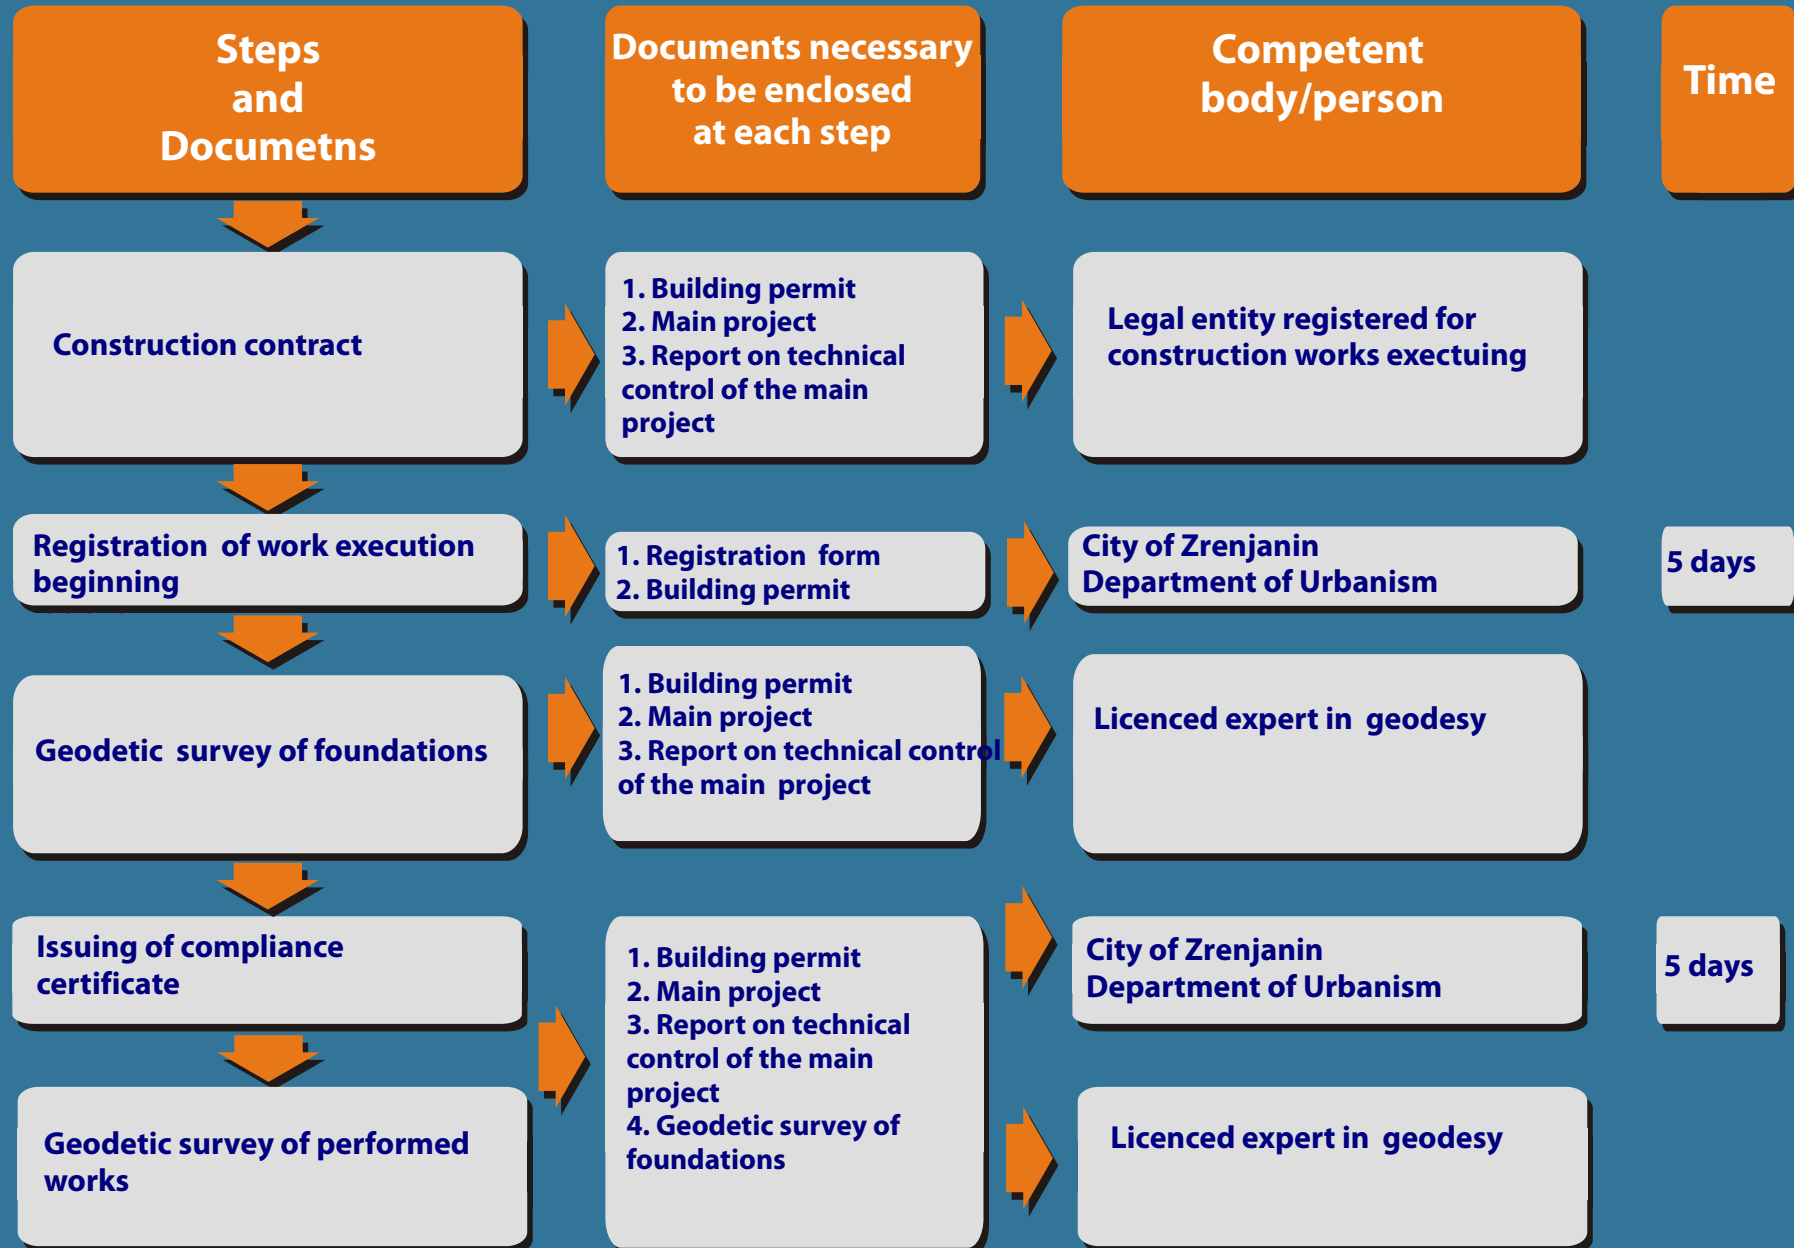 Steps
and
Documetns
Documents necessary
to be enclosed
at each step
Competent
body/person
Time
Construction contract
1. Building permit
2. Main project
3. Report on technical
control of the main
project
Legal entity registered for
construction works exectuing
Registration of work execution
beginning
1. Registration form
2. Building permit
City of Zrenjanin
Department of Urbanism
5 days
Geodetic survey of foundations
1. Building permit
2. Main project
3. Report on technical control
of the main project
Licenced expert in geodesy
Issuing of compliance
certificate
1. Building permit
2. Main project
3. Report on technical
control of the main
project
4. Geodetic survey of
foundations
City of Zrenjanin
Department of Urbanism
5 days
Geodetic survey of performed
works
Licenced expert in geodesy